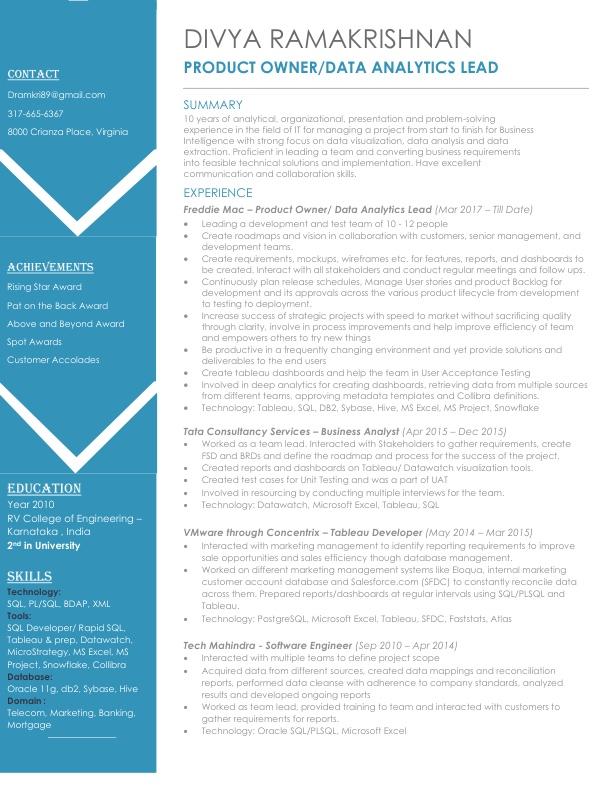 CONTACT
Dramkri89@gmail.com
317-665-6367
8000 Crianza Place, Virginia
ACHIEVEMENTS
Rising Star Award
Pat on the Back Award
Above and Beyond Award
Spot Awards
Customer Accolades
EDUCATION
Year 2010
RV College of Engineering –
Karnataka , India
2nd in University
SKILLS
Technology:
SQL, PL/SQL, BDAP, XML
Tools:
SQL Developer/ Rapid SQL,
Tableau & prep, Datawatch,
MicroStrategy, MS Excel, MS
Project, Snowflake, Collibra
Database:
Oracle 11g, db2, Sybase, Hive
Domain :
Telecom, Marketing, Banking,
Mortgage
DIVYA RAMAKRISHNAN
PRODUCT OWNER/DATA ANALYTICS LEAD
SUMMARY
10 years of analytical, organizational, presentation and problem-solving
experience in the field of IT for managing a project from start to finish for Business
Intelligence with strong focus on data visualization, data analysis and data
extraction. Proficient in leading a team and converting business requirements
into feasible technical solutions and implementation. Have excellent
communication and collaboration skills.
EXPERIENCE
Freddie Mac – Product Owner/ Data Analytics Lead (Mar 2017 – Till Date)
• Leading a development and test team of 10 - 12 people
• Create roadmaps and vision in collaboration with customers, senior management, and
development teams.
• Create requirements, mockups, wireframes etc. for features, reports, and dashboards to
be created. Interact with all stakeholders and conduct regular meetings and follow ups.
• Continuously plan release schedules, Manage User stories and product Backlog for
development and its approvals across the various product lifecycle from development
to testing to deployment.
• Increase success of strategic projects with speed to market without sacrificing quality
through clarity, involve in process improvements and help improve efficiency of team
and empowers others to try new things
• Be productive in a frequently changing environment and yet provide solutions and
deliverables to the end users
• Create tableau dashboards and help the team in User Acceptance Testing
• Involved in deep analytics for creating dashboards, retrieving data from multiple sources
from different teams, approving metadata templates and Collibra definitions.
• Technology: Tableau, SQL, DB2, Sybase, Hive, MS Excel, MS Project, Snowflake
Tata Consultancy Services – Business Analyst (Apr 2015 – Dec 2015)
• Worked as a team lead. Interacted with Stakeholders to gather requirements, create
FSD and BRDs and define the roadmap and process for the success of the project.
• Created reports and dashboards on Tableau/ Datawatch visualization tools.
• Created test cases for Unit Testing and was a part of UAT
• Involved in resourcing by conducting multiple interviews for the team.
• Technology: Datawatch, Microsoft Excel, Tableau, SQL
VMware through Concentrix – Tableau Developer (May 2014 – Mar 2015)
• Interacted with marketing management to identify reporting requirements to improve
sale opportunities and sales efficiency though database management.
• Worked on different marketing management systems like Eloqua, internal marketing
customer account database and Salesforce.com (SFDC) to constantly reconcile data
across them. Prepared reports/dashboards at regular intervals using SQL/PLSQL and
Tableau.
• Technology: PostgreSQL, Microsoft Excel, Tableau, SFDC, Faststats, Atlas
Tech Mahindra - Software Engineer (Sep 2010 – Apr 2014)
• Interacted with multiple teams to define project scope
• Acquired data from different sources, created data mappings and reconciliation
reports, performed data cleanse with adherence to company standards, analyzed
results and developed ongoing reports
• Worked as team lead, provided training to team and interacted with customers to
gather requirements for reports.
• Technology: Oracle SQL/PLSQL, Microsoft Excel